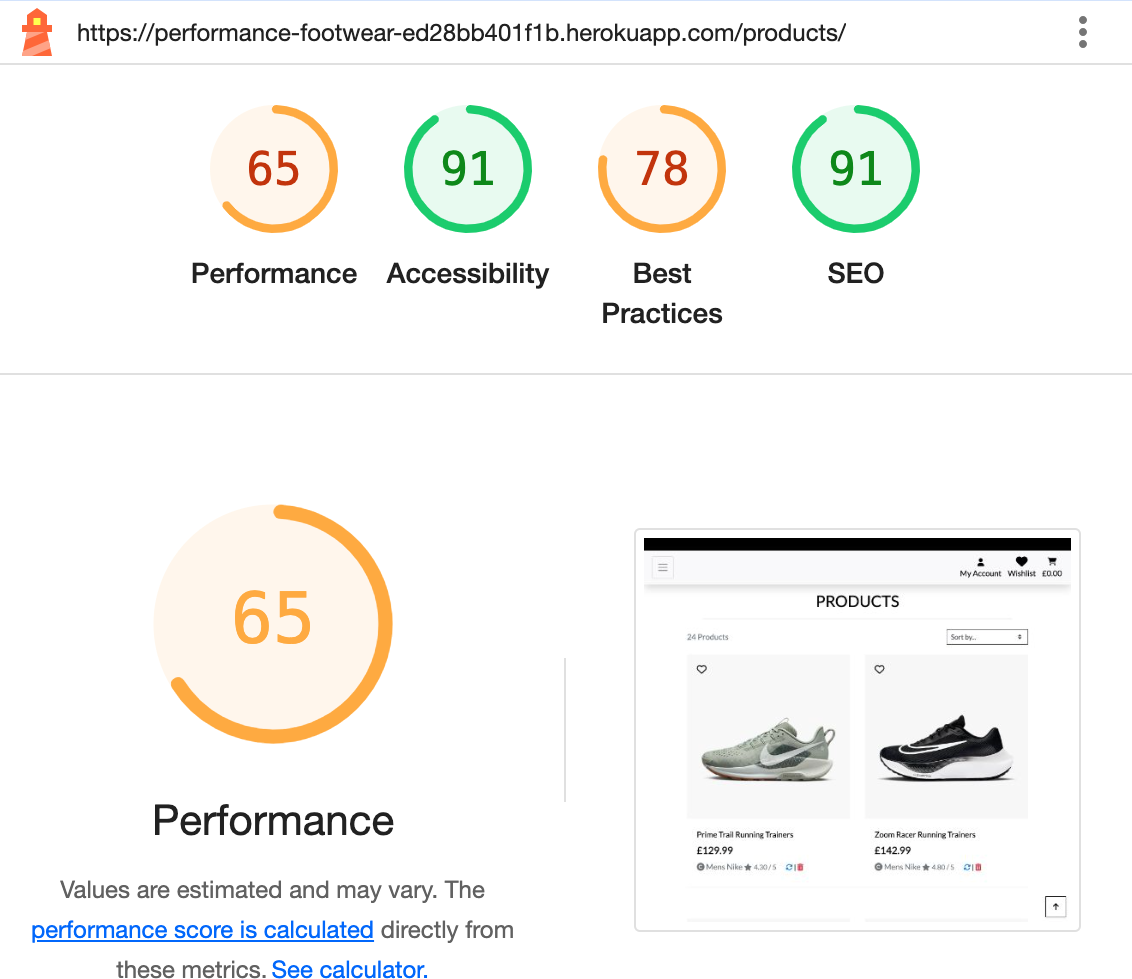 https://performance-footwear-ed28bb401f1b.herokuapp.com/products/
65
91
78
91
Performance
Accessibility
Best
Practices
SEO
65
Performance
Values are estimated and may vary. The
performance score is calculated directly from
these metrics. See calculator.
My Account Wishlist £0.00
PRODUCTS
24 Products
Sort by...
Prime Trail Running Trainers
£129.99
Mens Nike 4.30 / 5 |
Zoom Racer Running Trainers
£142.99
Mens Nike 4.80 / 5 |